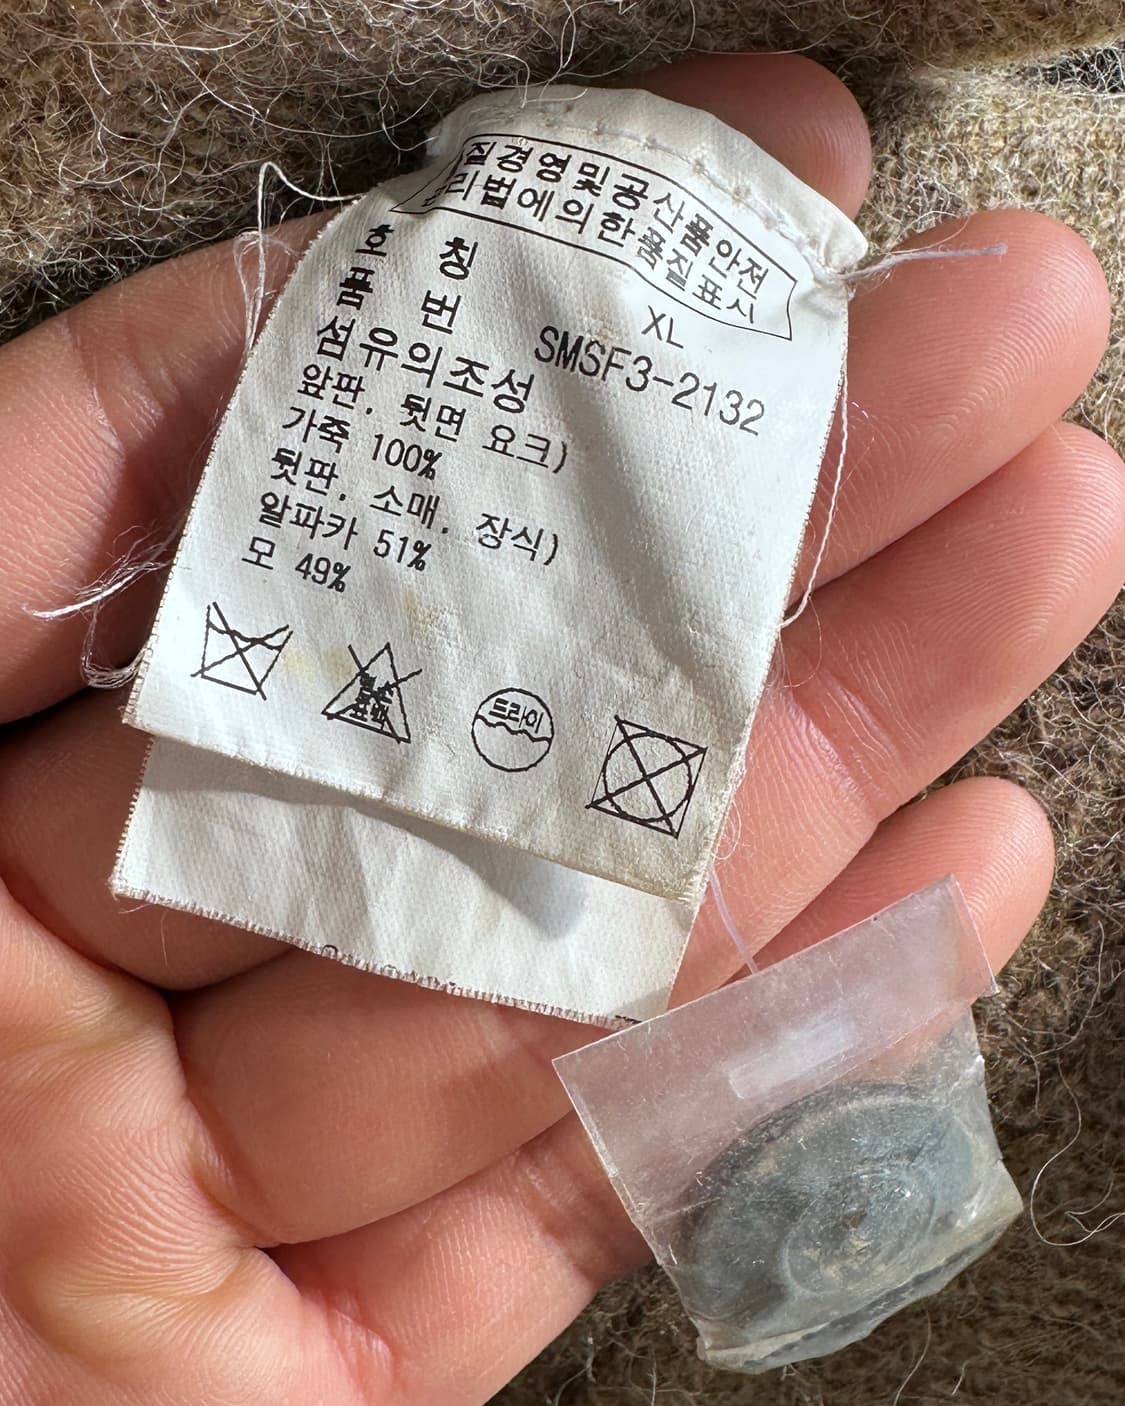 질경영및공산품안전
리법에의한품질표시
호 칭 XL
품 번 SMSF3-2132
섬유의조성
앞판, 뒷면 요크)
가죽 100%
뒷판, 소매, 장식)
알파카 51%
모 49%
드라이